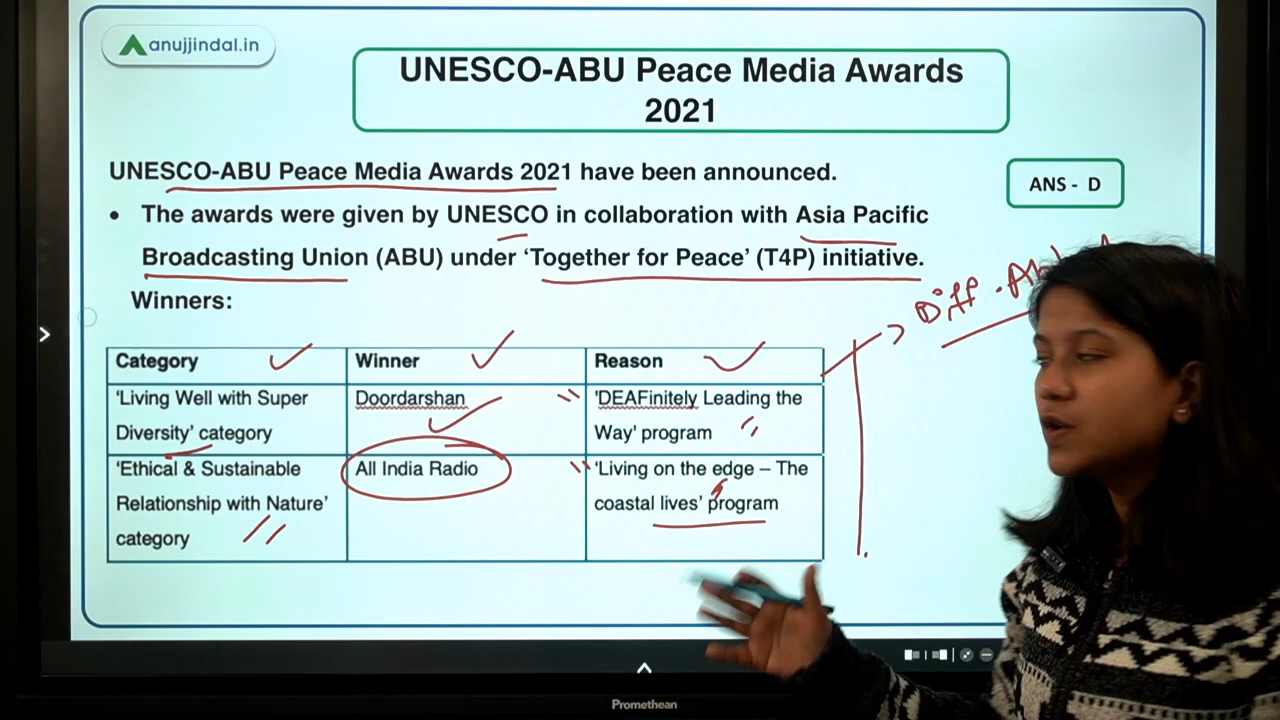 anujjindal.in
UNESCO-ABU Peace Media Awards
2021
UNESCO-ABU Peace Media Awards 2021 have been announced.
ANS - D
• The awards were given by UNESCO in collaboration with Asia Pacific
Broadcasting Union (ABU) under ‘Together for Peace’ (T4P) initiative.
Diff.
Winners:
Category Winner Reason
‘Living Well with Super
Diversity’ category
Doordarshan
'DEAFinitely Leading the
Way' program
‘Ethical & Sustainable
Relationship with Nature’
category
All India Radio
‘Living on the edge – The
coastal lives’ program
Promethean